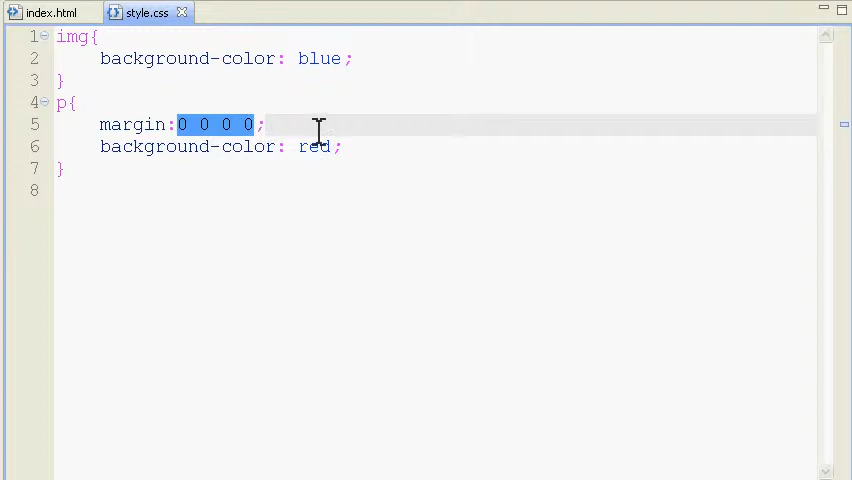 index.html style.css
1 img{
2 background-color: blue;
3 }
4 p{
5 margin:0 0 0 0;
6 background-color: red;
7 }
8